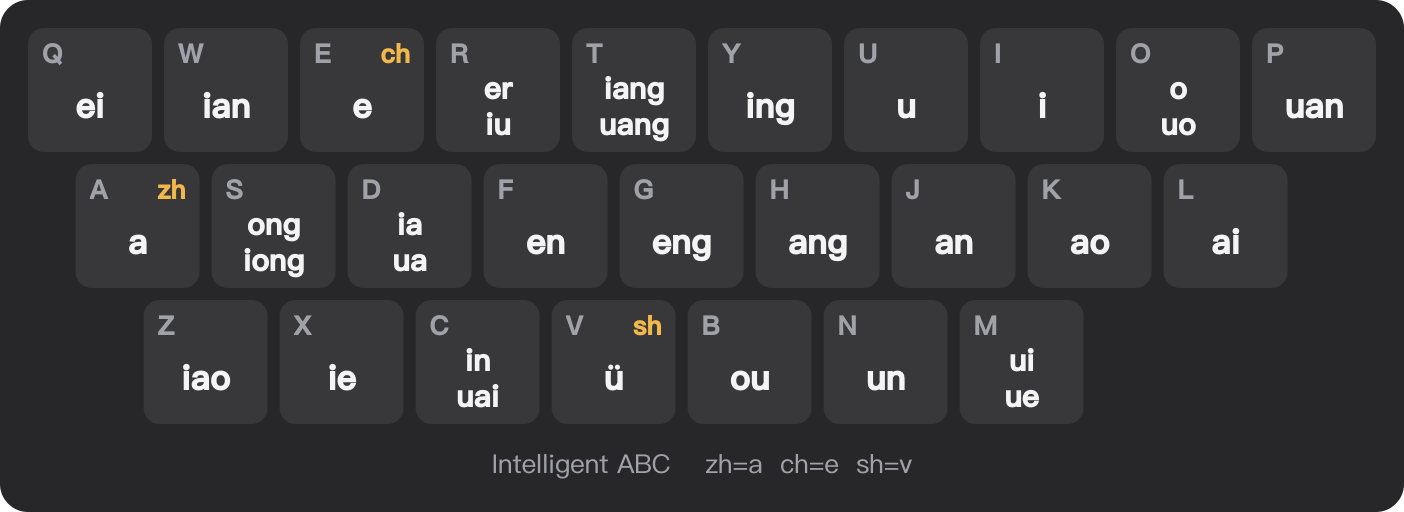 Q W E ch R T Y U I O P
ei ian e er iu iang uang ing u i o uo uan
A zh S D F G H J K L
a ong iong ia ua en eng ang an ao ai
Z X C V sh B N M
iao ie in uai ü ou un ui ue
Intelligent ABC zh=a ch=e sh=v